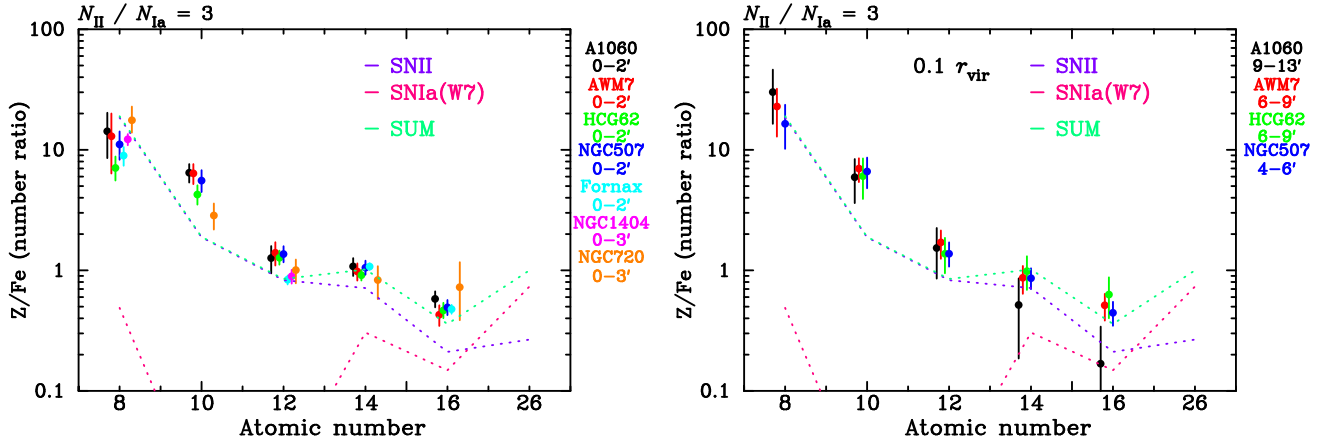 N_II / N_Ia = 3
100
10
1
0.1
Z/Fe (number ratio)
SNII
SNIa(W7)
SUM
8 10 12 14 16 26
Atomic number
A1060
0−2′
AWM7
0−2′
HCG62
0−2′
NGC507
0−2′
Fornax
0−2′
NGC1404
0−3′
NGC720
0−3′
N_II / N_Ia = 3
100
10
1
0.1
Z/Fe (number ratio)
0.1 r_vir
SNII
SNIa(W7)
SUM
8 10 12 14 16 26
Atomic number
A1060
9−13′
AWM7
6−9′
HCG62
6−9′
NGC507
4−6′